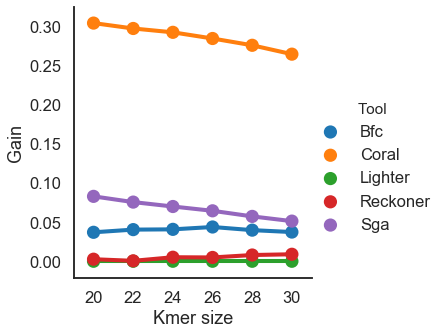 Gain
0.30
0.25
0.20
0.15
0.10
0.05
0.00
20 22 24 26 28 30
Kmer size
Tool
Bfc
Coral
Lighter
Reckoner
Sga